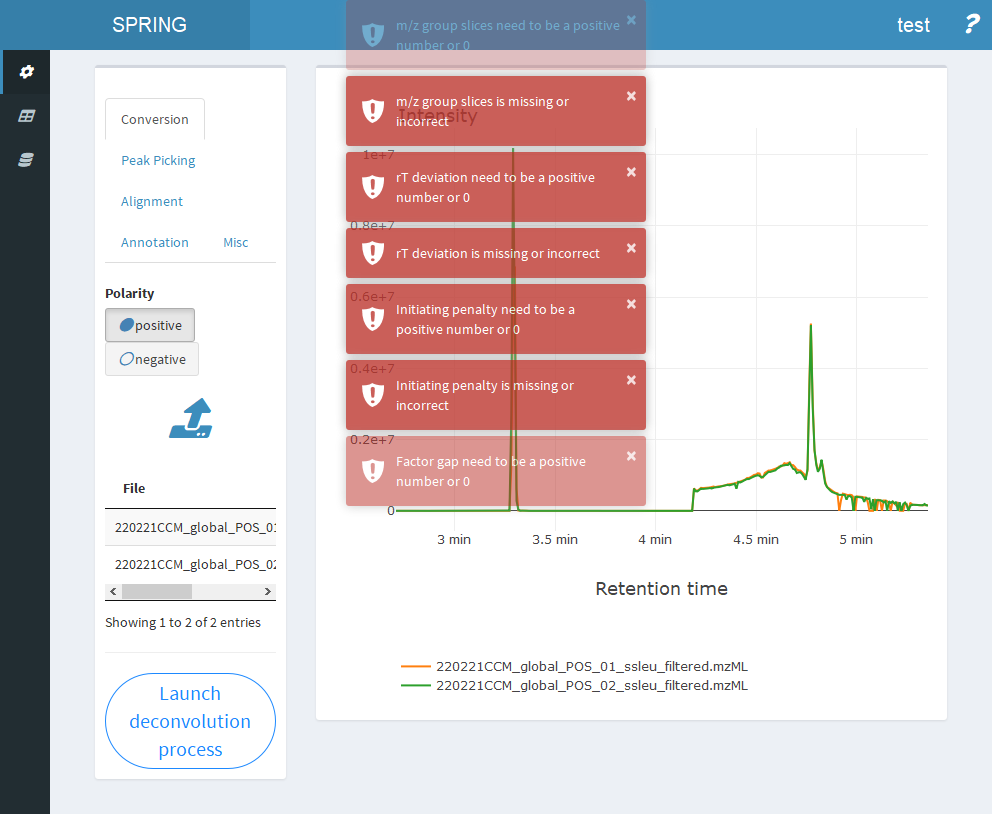 SPRING
test
?
Conversion
Peak Picking
Alignment
Annotation
Misc
Polarity
positive
negative
File
220221CCM_global_POS_01
220221CCM_global_POS_02
Showing 1 to 2 of 2 entries
Launch
deconvolution
process
m/z group slices need to be a positive
number or 0
×
m/z group slices is missing or
incorrect
×
rT deviation need to be a positive
number or 0
×
rT deviation is missing or incorrect
×
Initiating penalty need to be a
positive number or 0
×
Initiating penalty is missing or
incorrect
×
Factor gap need to be a positive
number or 0
×
Intensity
1e+7
0.8e+7
0.6e+7
0.4e+7
0.2e+7
0
3 min
3.5 min
4 min
4.5 min
5 min
Retention time
220221CCM_global_POS_01_ssleu_filtered.mzML
220221CCM_global_POS_02_ssleu_filtered.mzML